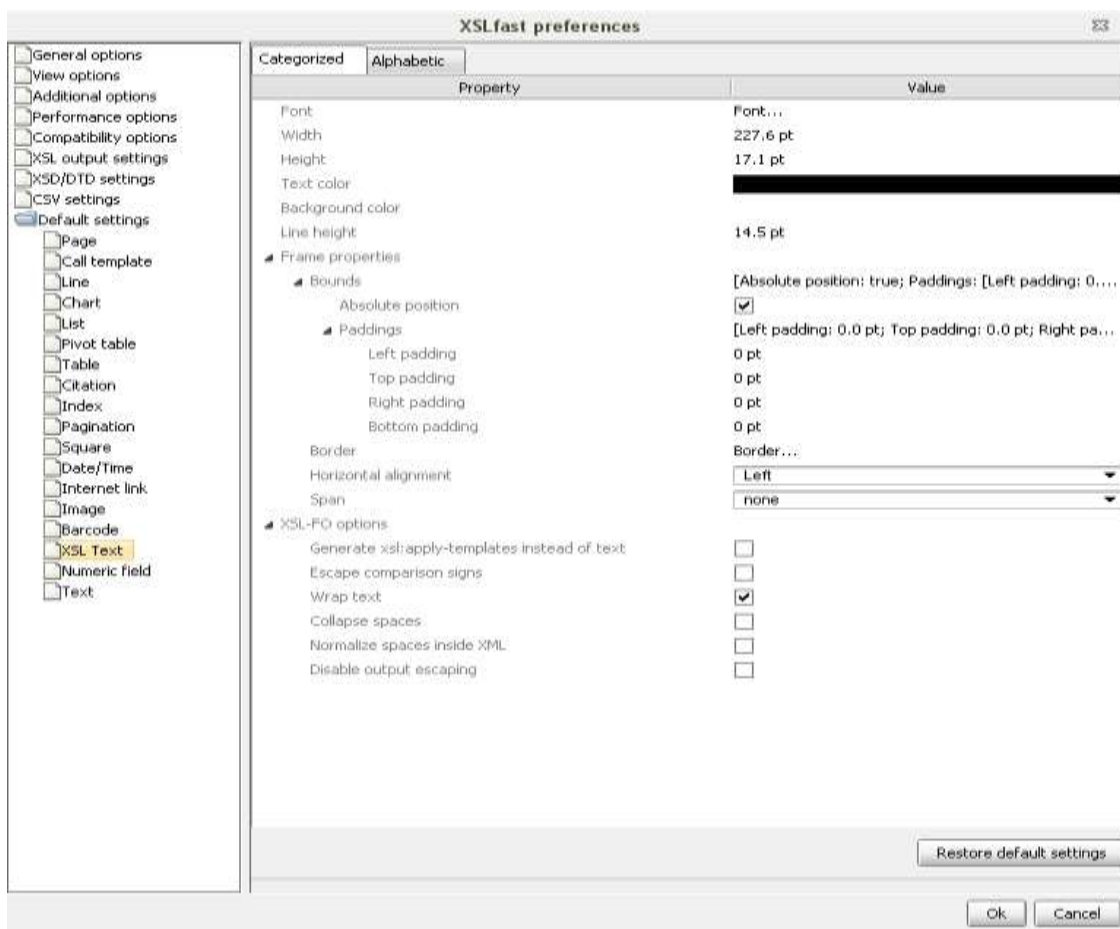 XSLfast preferences
General options
View options
Additional options
Performance options
Compatibility options
XSL output settings
XSD/DTD settings
CSV settings
Default settings
Page
Call template
Line
Chart
List
Pivot table
Table
Citation
Index
Pagination
Square
Date/Time
Internet link
Image
Barcode
XSL Text
Numeric field
Text
Categorized Alphabetic
Property Value
Font Font...
Width 227.6 pt
Height 17.1 pt
Text color
Background color
Line height 14.5 pt
Frame properties
Bounds [Absolute position: true; Paddings: [Left padding: 0....
Absolute position
Paddings [Left padding: 0.0 pt; Top padding: 0.0 pt; Right pa...
Left padding 0 pt
Top padding 0 pt
Right padding 0 pt
Bottom padding 0 pt
Border Border...
Horizontal alignment Left
Span none
XSL-FO options
Generate xsl:apply-templates instead of text
Escape comparison signs
Wrap text
Collapse spaces
Normalize spaces inside XML
Disable output escaping
Restore default settings
Ok Cancel